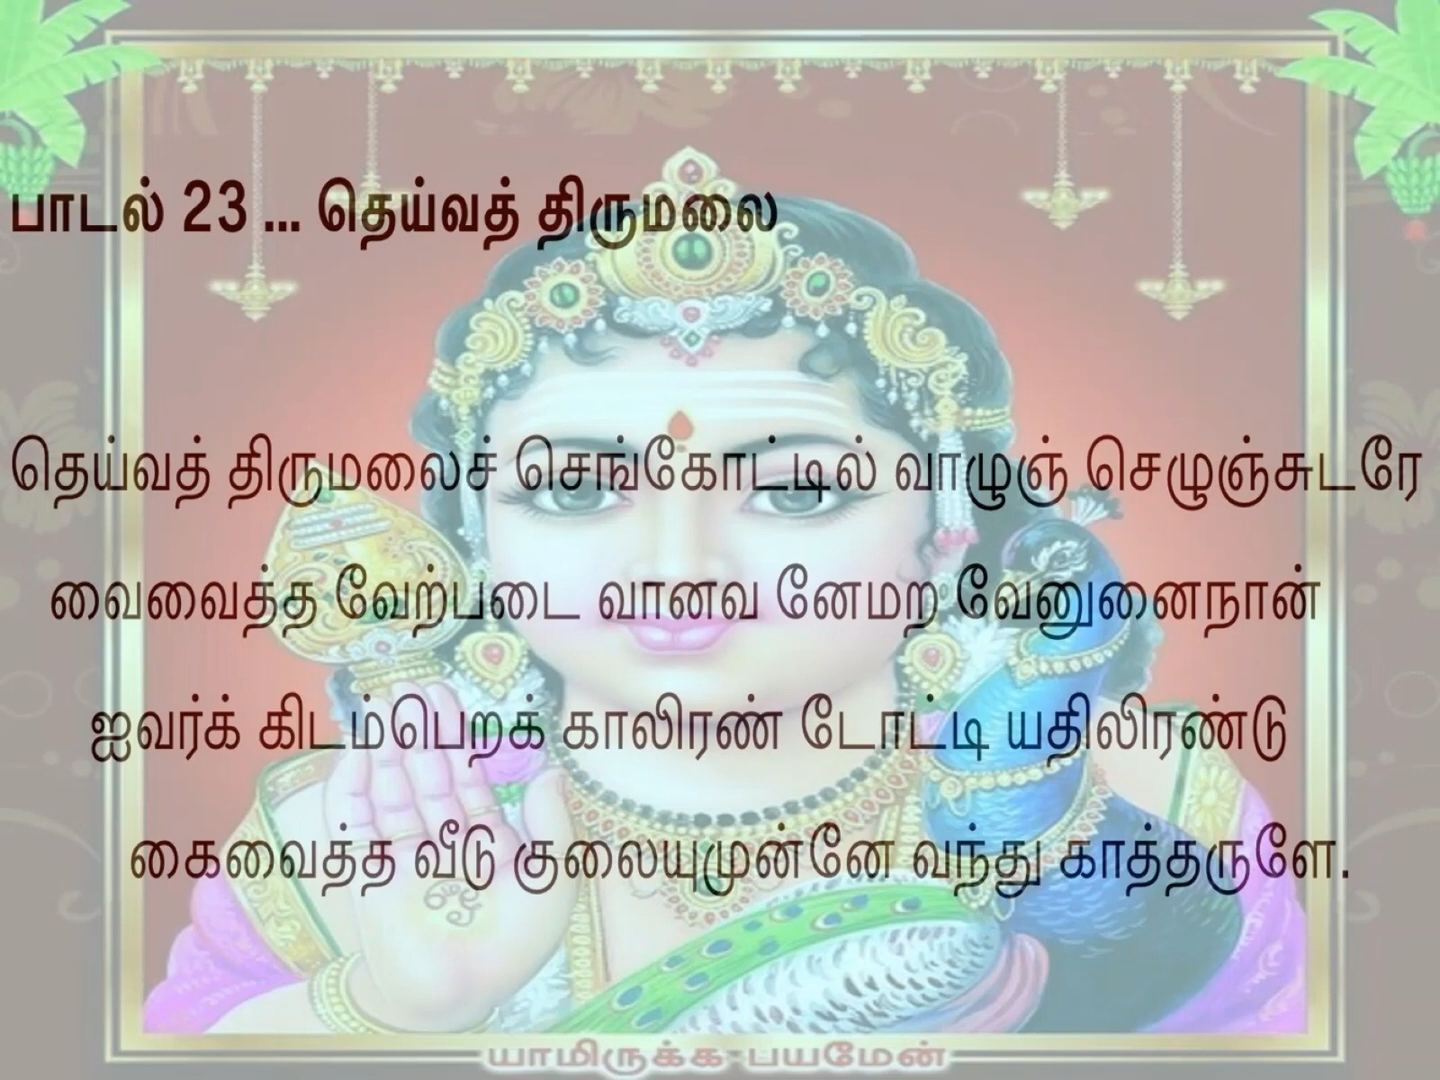 பாடல் 23 ... தெய்வத் திருமலை
தெய்வத் திருமலைச் செங்கோட்டில் வாழுஞ் செழுஞ்சுடரே
வைவைத்த வேற்படை வானவ னேமற வேனுனைநான்
ஐவர்க் கிடம்பெறக் காலிரண் டோட்டி யதிலிரண்டு
கைவைத்த வீடு குலையுமுன்னே வந்து காத்தருளே.
யாமிருக்க பயமேன்